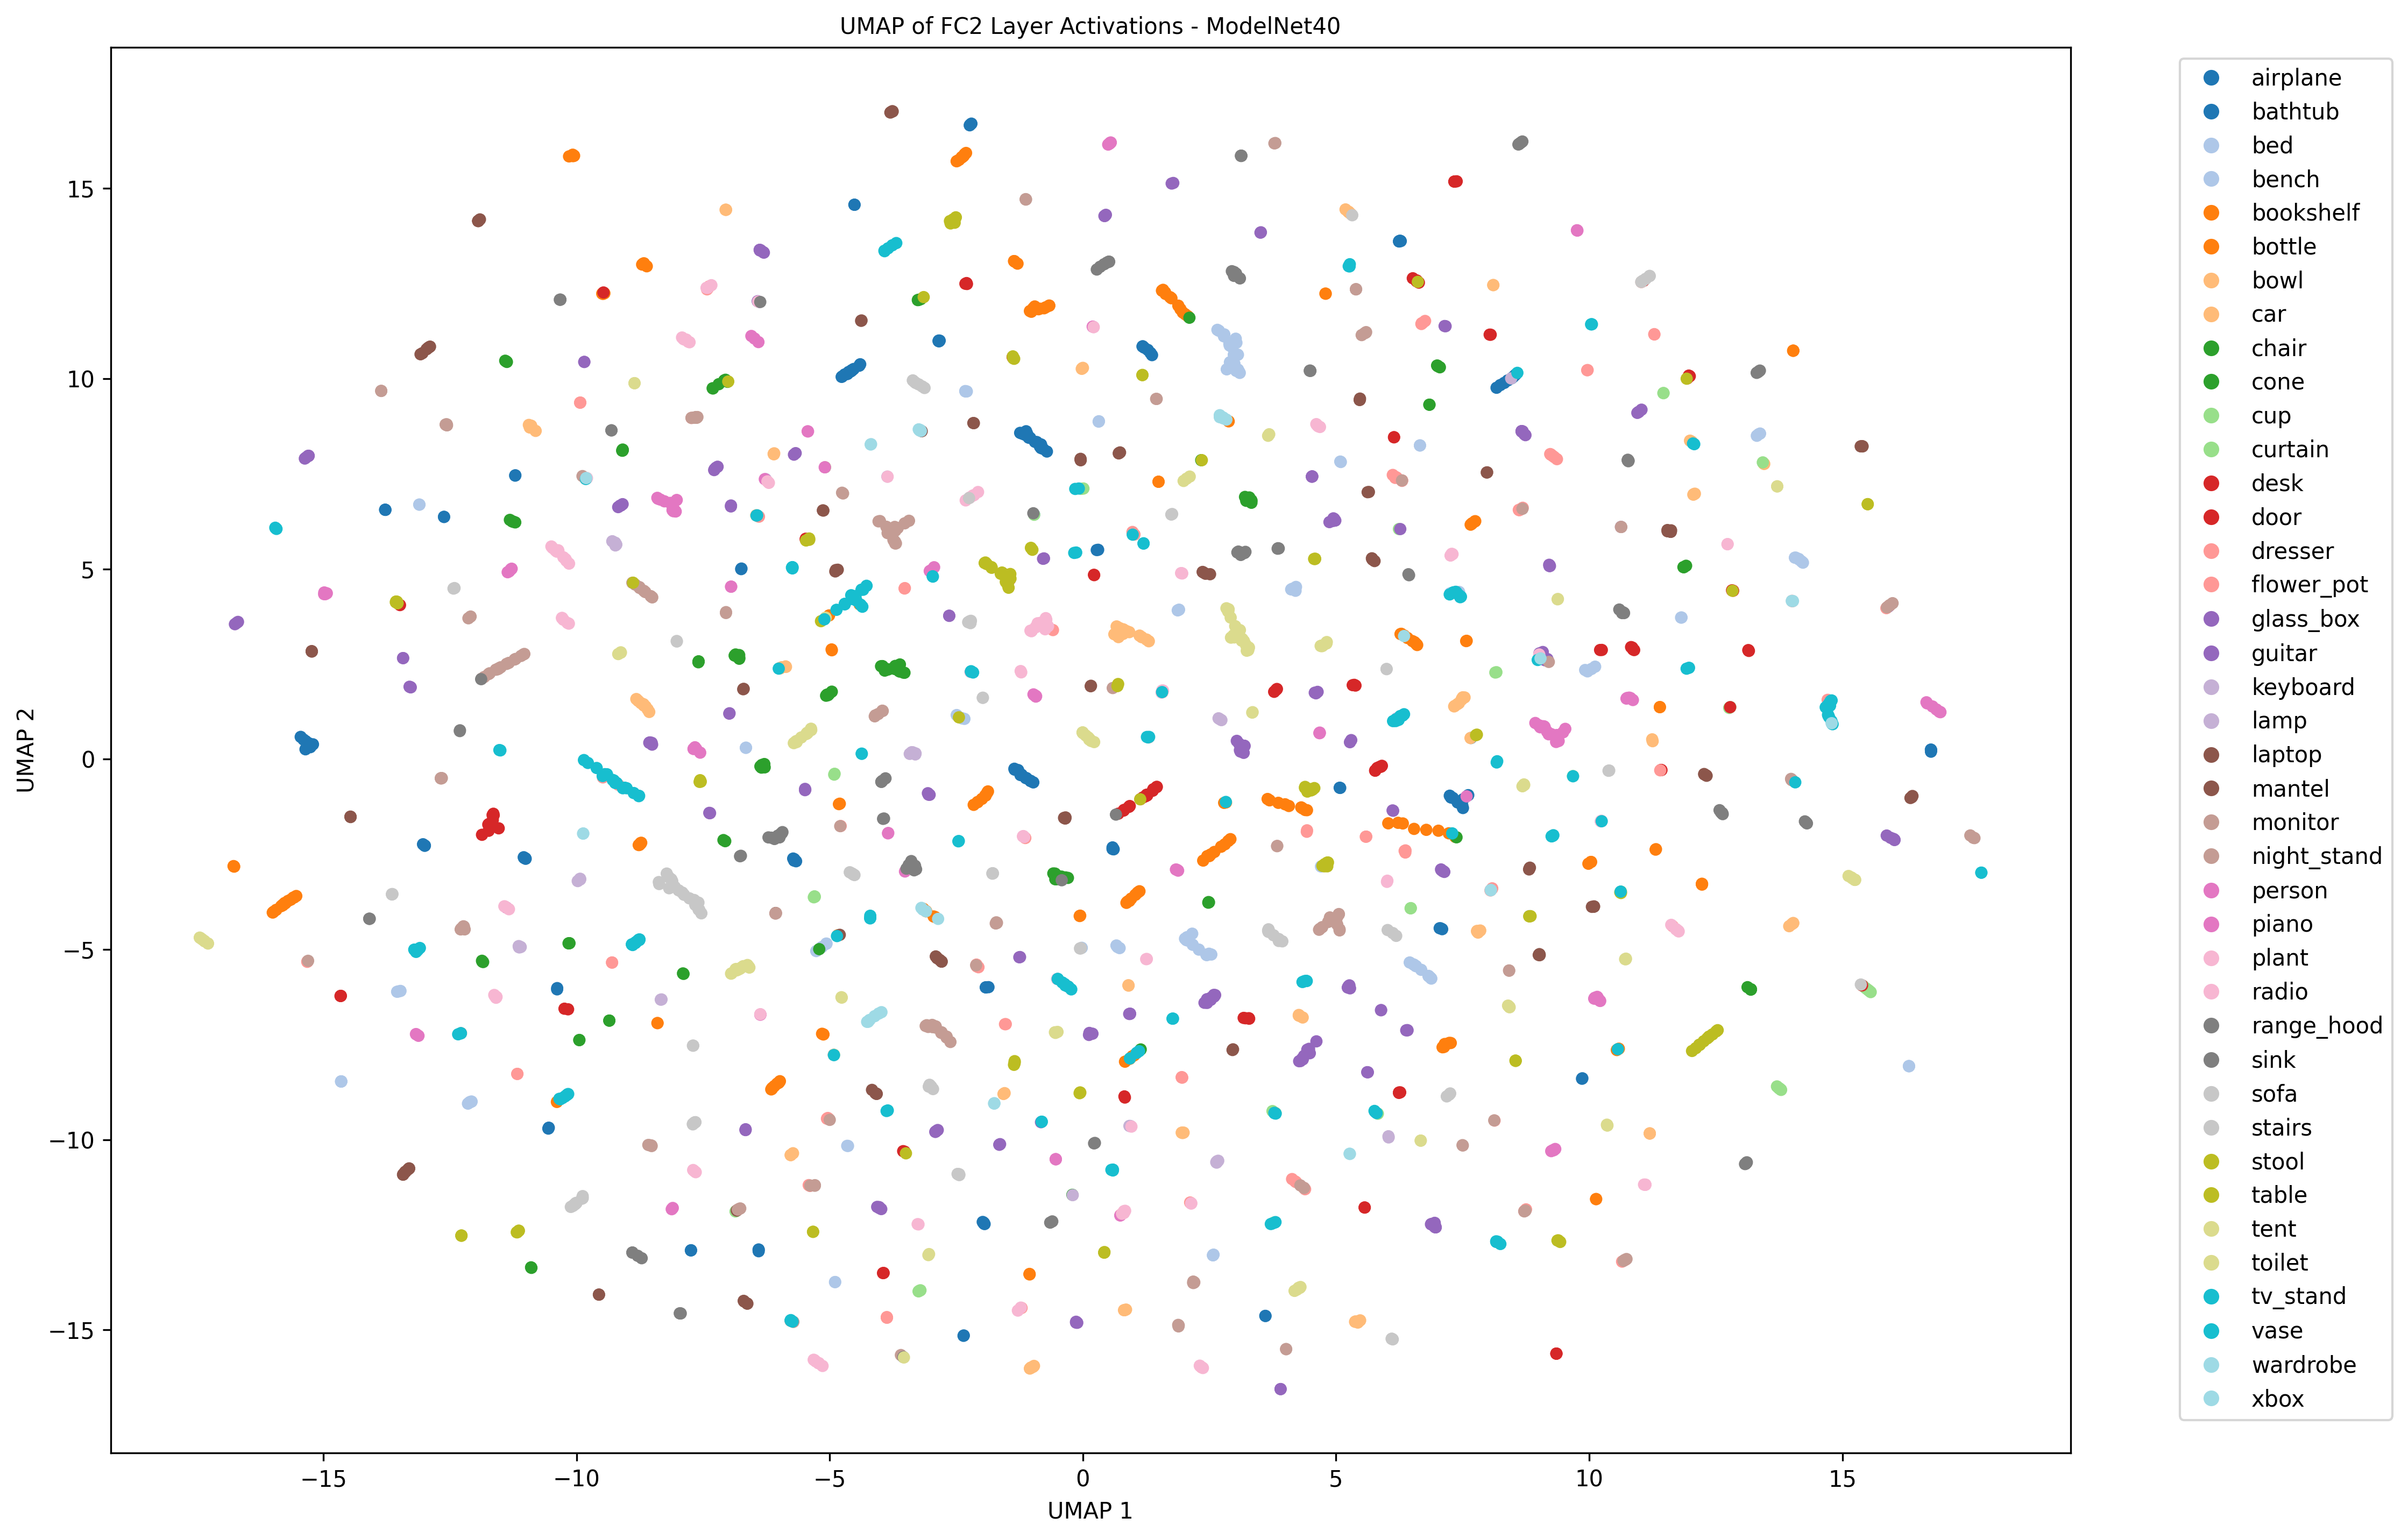 UMAP of FC2 Layer Activations - ModelNet40
15
10
5
0
−5
−10
−15
UMAP 2
−15
−10
−5
0
5
10
15
UMAP 1
airplane
bathtub
bed
bench
bookshelf
bottle
bowl
car
chair
cone
cup
curtain
desk
door
dresser
flower_pot
glass_box
guitar
keyboard
lamp
laptop
mantel
monitor
night_stand
person
piano
plant
radio
range_hood
sink
sofa
stairs
stool
table
tent
toilet
tv_stand
vase
wardrobe
xbox